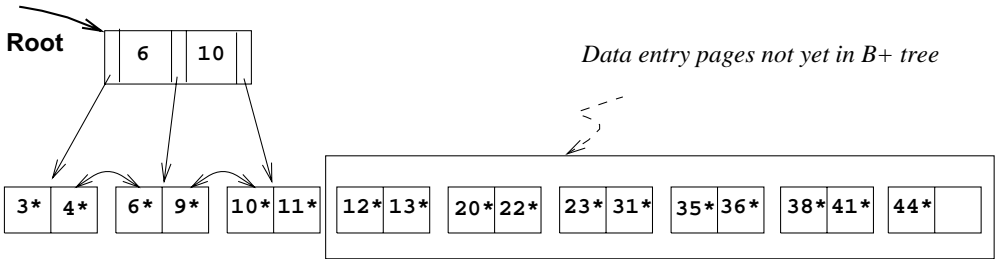 Root
6 10
Data entry pages not yet in B+ tree
3* 4* 6* 9* 10* 11* 12* 13* 20* 22* 23* 31* 35* 36* 38* 41* 44*